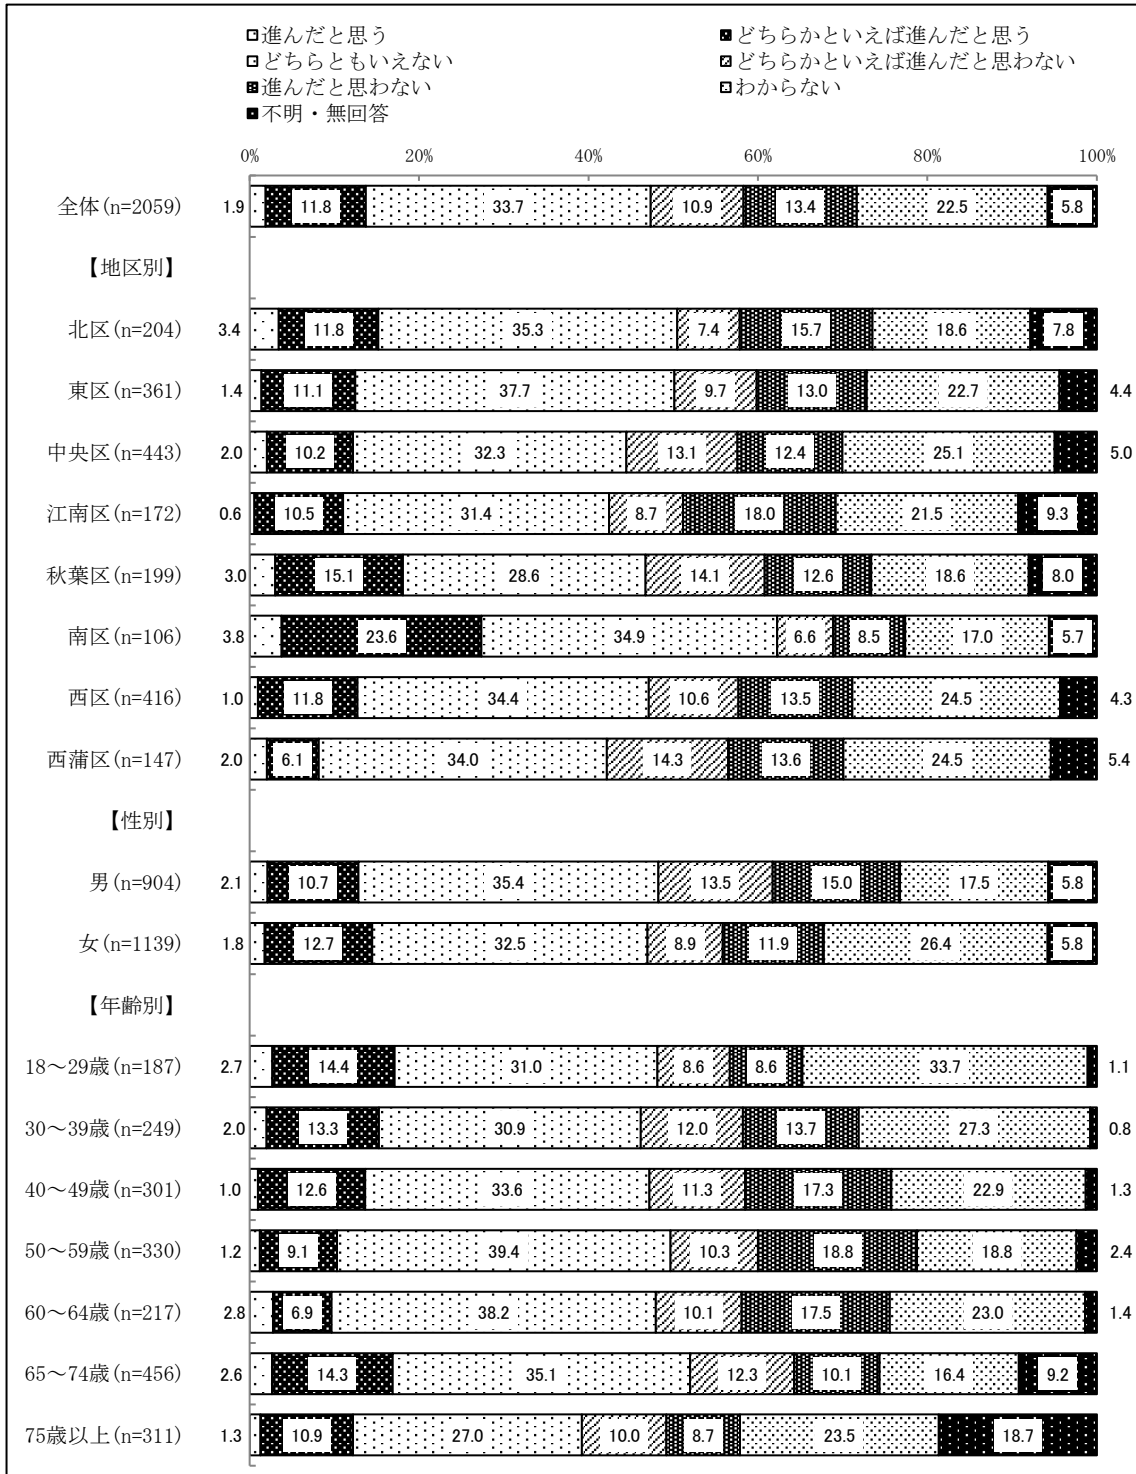 進んだと思う どちらかといえば進んだと思う
どちらともいえない どちらかといえば進んだと思わない
進んだと思わない わからない
不明・無回答
0% 20% 40% 60% 80% 100%
全体(n=2059) 1.9 11.8 33.7 10.9 13.4 22.5 5.8
【地区別】
北区(n=204) 3.4 11.8 35.3 7.4 15.7 18.6 7.8
東区(n=361) 1.4 11.1 37.7 9.7 13.0 22.7 4.4
中央区(n=443) 2.0 10.2 32.3 13.1 12.4 25.1 5.0
江南区(n=172) 0.6 10.5 31.4 8.7 18.0 21.5 9.3
秋葉区(n=199) 3.0 15.1 28.6 14.1 12.6 18.6 8.0
南区(n=106) 3.8 23.6 34.9 6.6 8.5 17.0 5.7
西区(n=416) 1.0 11.8 34.4 10.6 13.5 24.5 4.3
西蒲区(n=147) 2.0 6.1 34.0 14.3 13.6 24.5 5.4
【性別】
男(n=904) 2.1 10.7 35.4 13.5 15.0 17.5 5.8
女(n=1139) 1.8 12.7 32.5 8.9 11.9 26.4 5.8
【年齢別】
18～29歳(n=187) 2.7 14.4 31.0 8.6 8.6 33.7 1.1
30～39歳(n=249) 2.0 13.3 30.9 12.0 13.7 27.3 0.8
40～49歳(n=301) 1.0 12.6 33.6 11.3 17.3 22.9 1.3
50～59歳(n=330) 1.2 9.1 39.4 10.3 18.8 18.8 2.4
60～64歳(n=217) 2.8 6.9 38.2 10.1 17.5 23.0 1.4
65～74歳(n=456) 2.6 14.3 35.1 12.3 10.1 16.4 9.2
75歳以上(n=311) 1.3 10.9 27.0 10.0 8.7 23.5 18.7